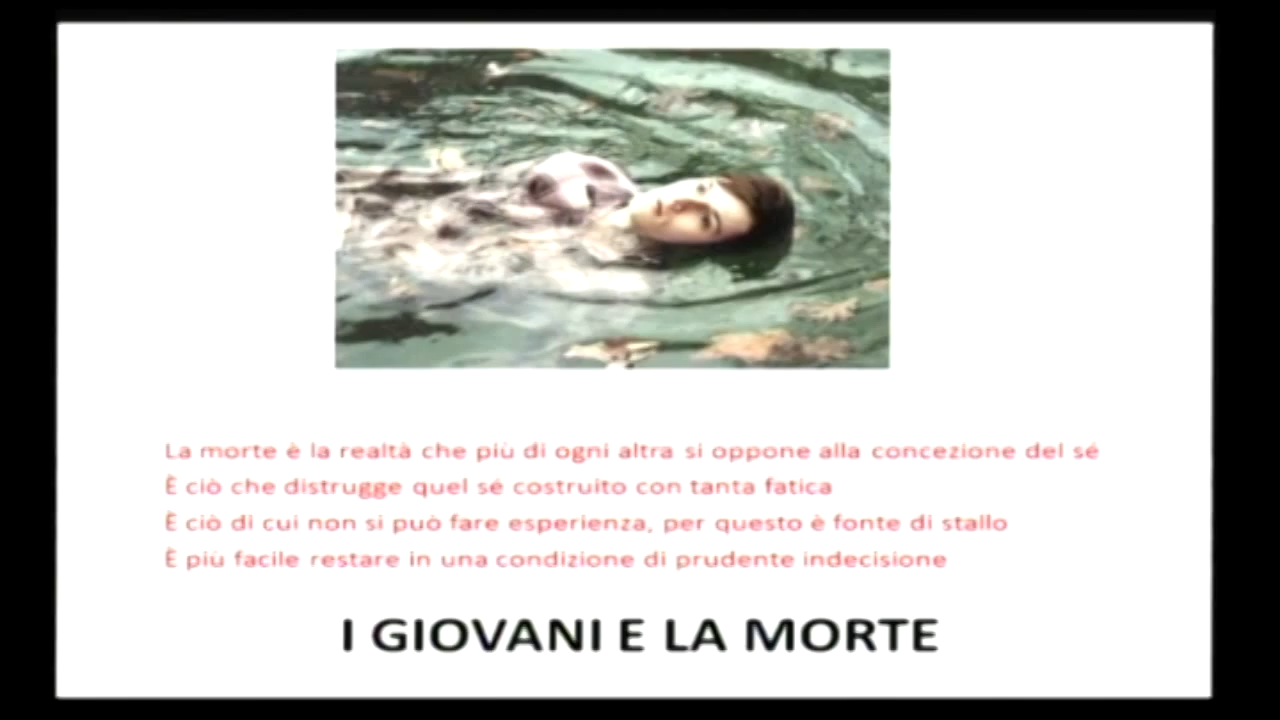 La morte è la realtà che più di ogni altra si oppone alla concezione del sé
È ciò che distrugge quel sé costruito con tanta fatica
È ciò di cui non si può fare esperienza, per questo è fonte di stallo
È più facile restare in una condizione di prudente indecisione
I GIOVANI E LA MORTE